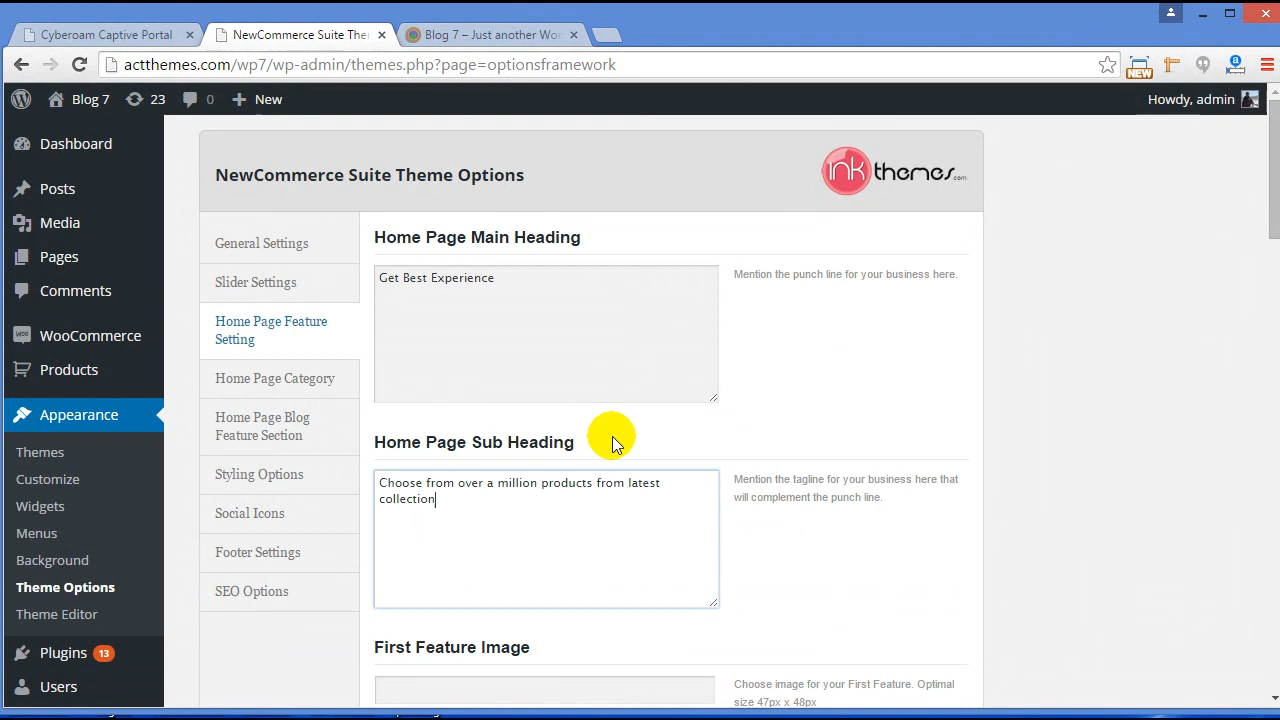 Cyberoam Captive Portal
NewCommerce Suite The
Blog 7 – Just another Wor
actthemes.com/wp7/wp-admin/themes.php?page=optionsframework
NEW
a
Blog 7
23
0
New
Howdy, admin
Dashboard
Posts
Media
Pages
Comments
WOO
WooCommerce
Products
Appearance
Themes
Customize
Widgets
Menus
Background
Theme Options
Theme Editor
Plugins 13
Users
NewCommerce Suite Theme Options
ink themes.com
General Settings
Slider Settings
Home Page Feature
Setting
Home Page Category
Home Page Blog
Feature Section
Styling Options
Social Icons
Footer Settings
SEO Options
Home Page Main Heading
Get Best Experience
Mention the punch line for your business here.
Home Page Sub Heading
Choose from over a million products from latest
collection
Mention the tagline for your business here that
will complement the punch line.
First Feature Image
Choose image for your First Feature. Optimal
size 47px x 48px